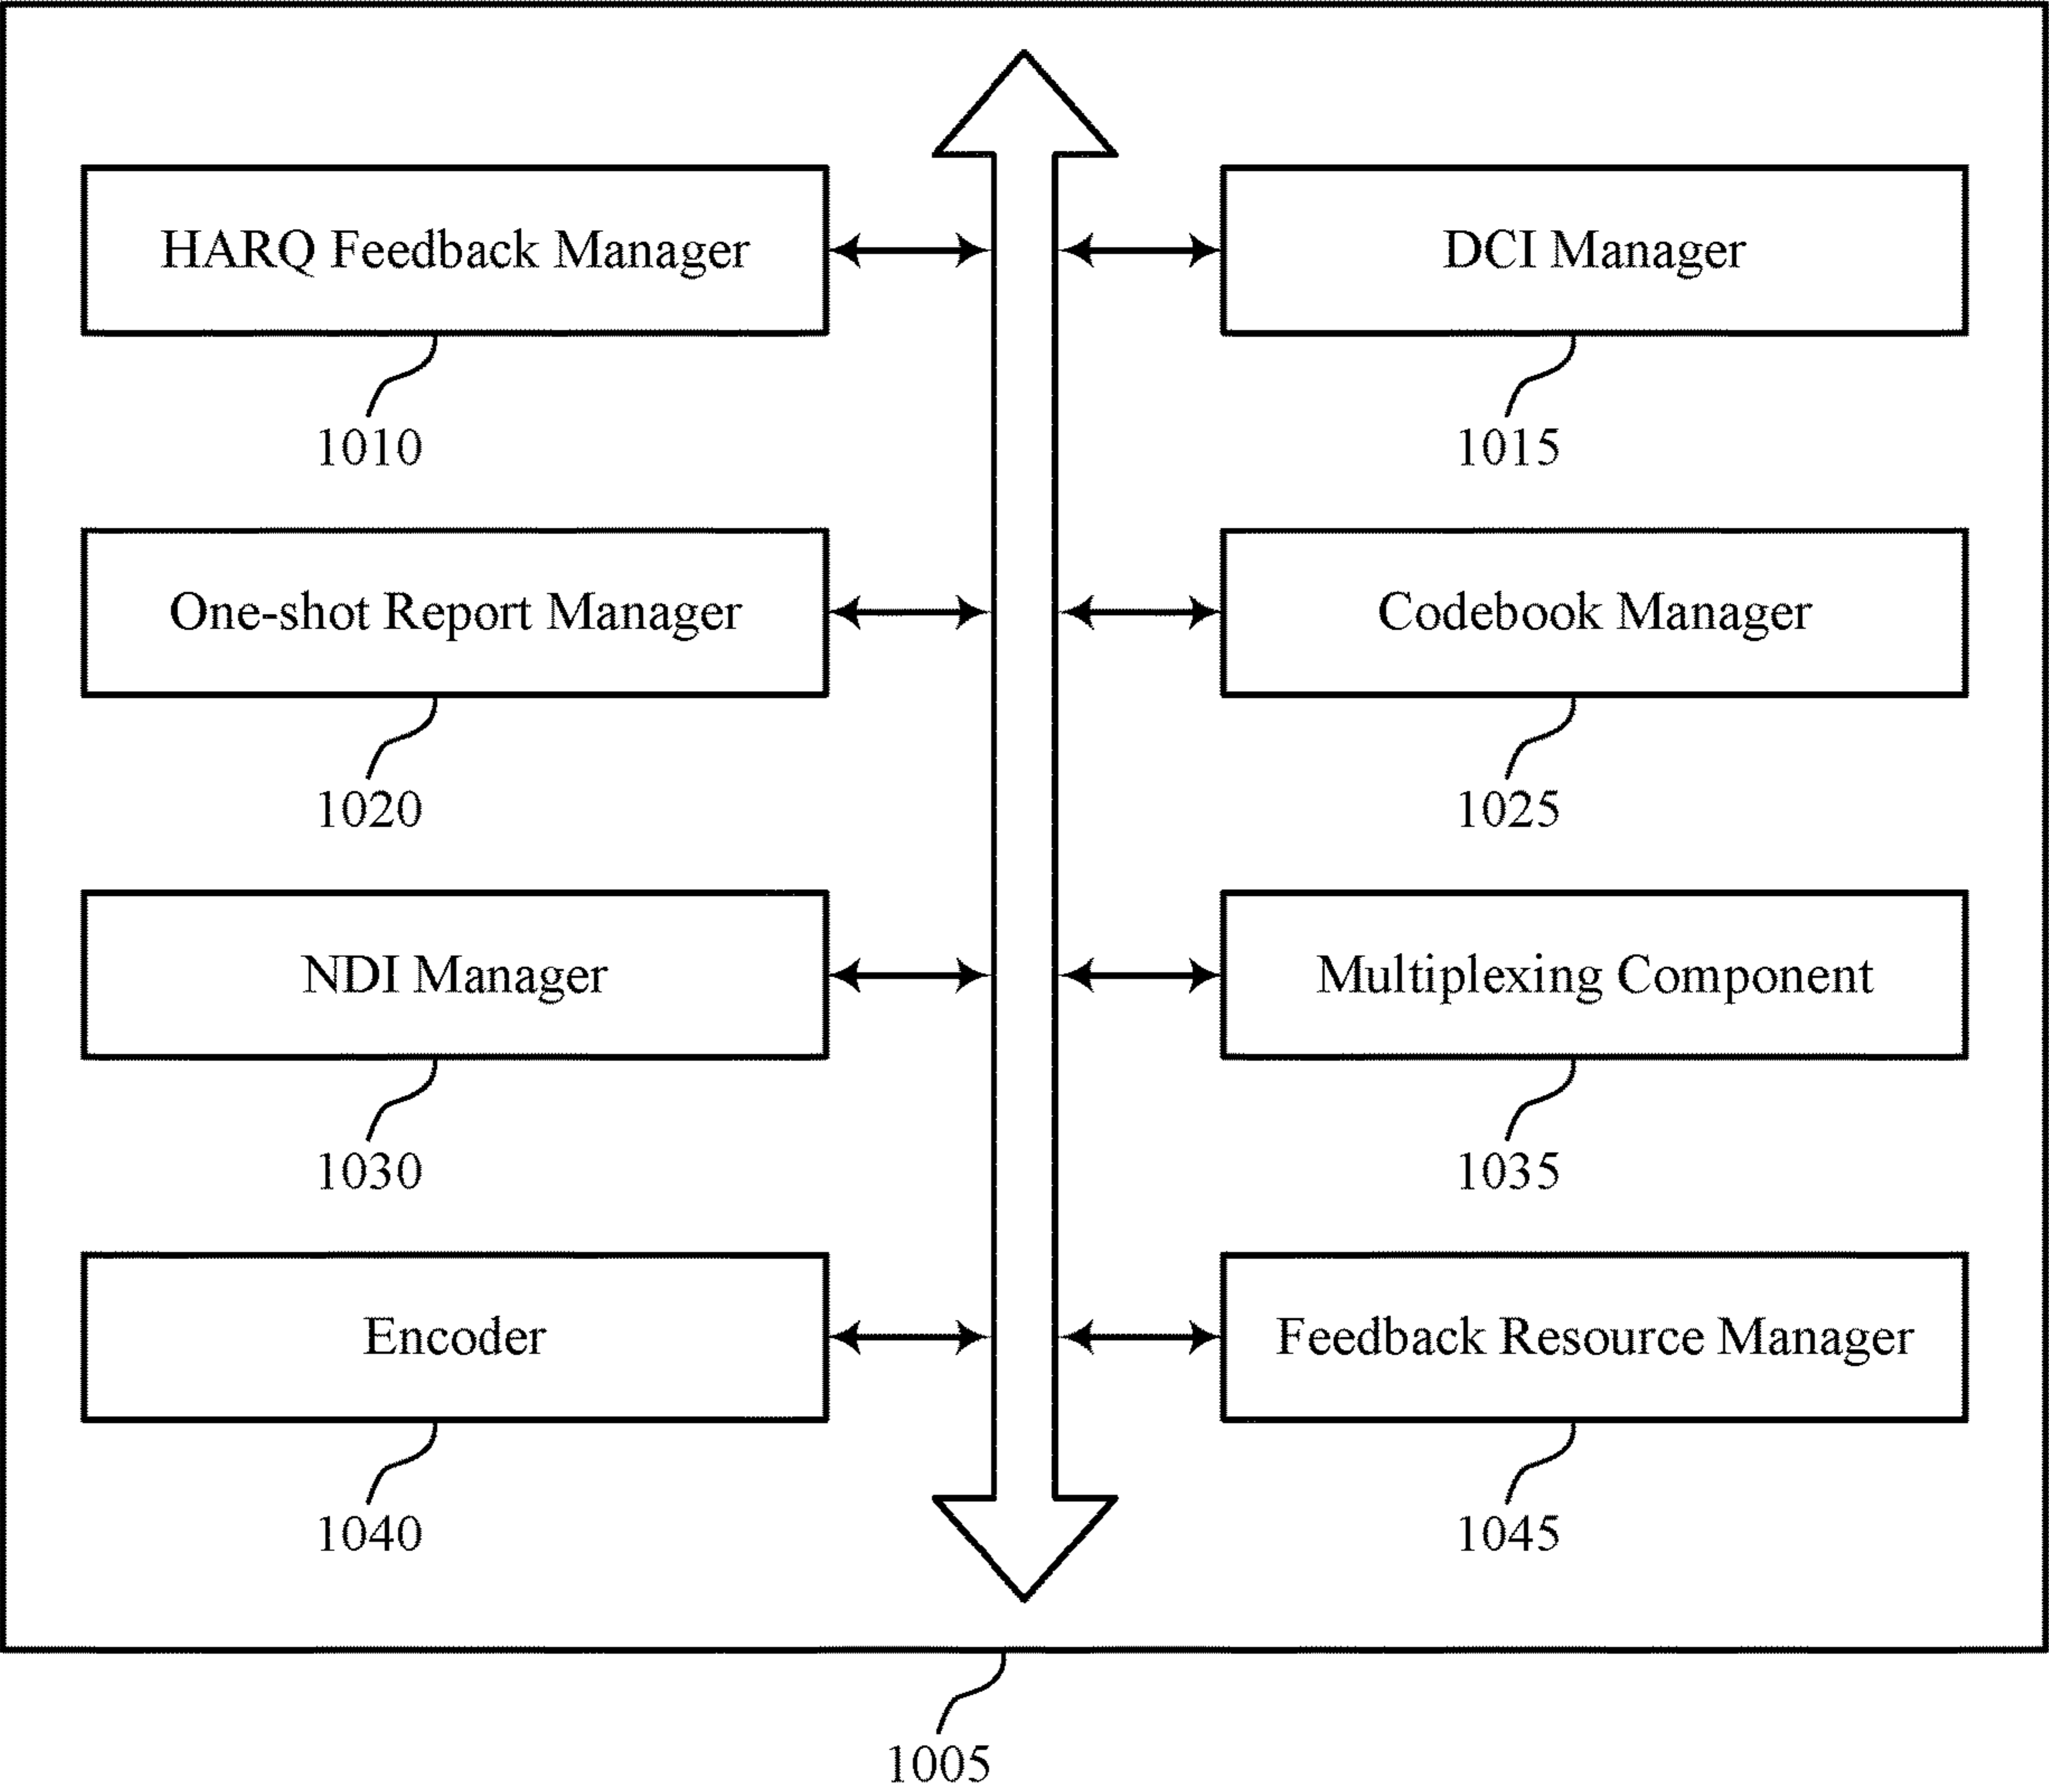 HARQ Feedback Manager
DCI Manager
1010
1015
One-shot Report Manager
Codebook Manager
1020
1025
NDI Manager
Multiplexing Component
1030
1035
Encoder
Feedback Resource Manager
1040
1045
1005